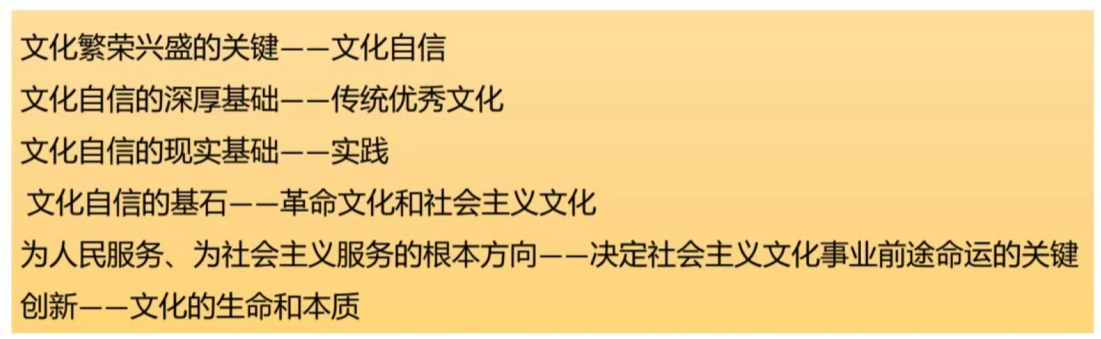 文化繁荣兴盛的关键——文化自信
文化自信的深厚基础——传统优秀文化
文化自信的现实基础——实践
文化自信的基石——革命文化和社会主义文化
为人民服务、为社会主义服务的根本方向——决定社会主义文化事业前途命运的关键
创新——文化的生命和本质